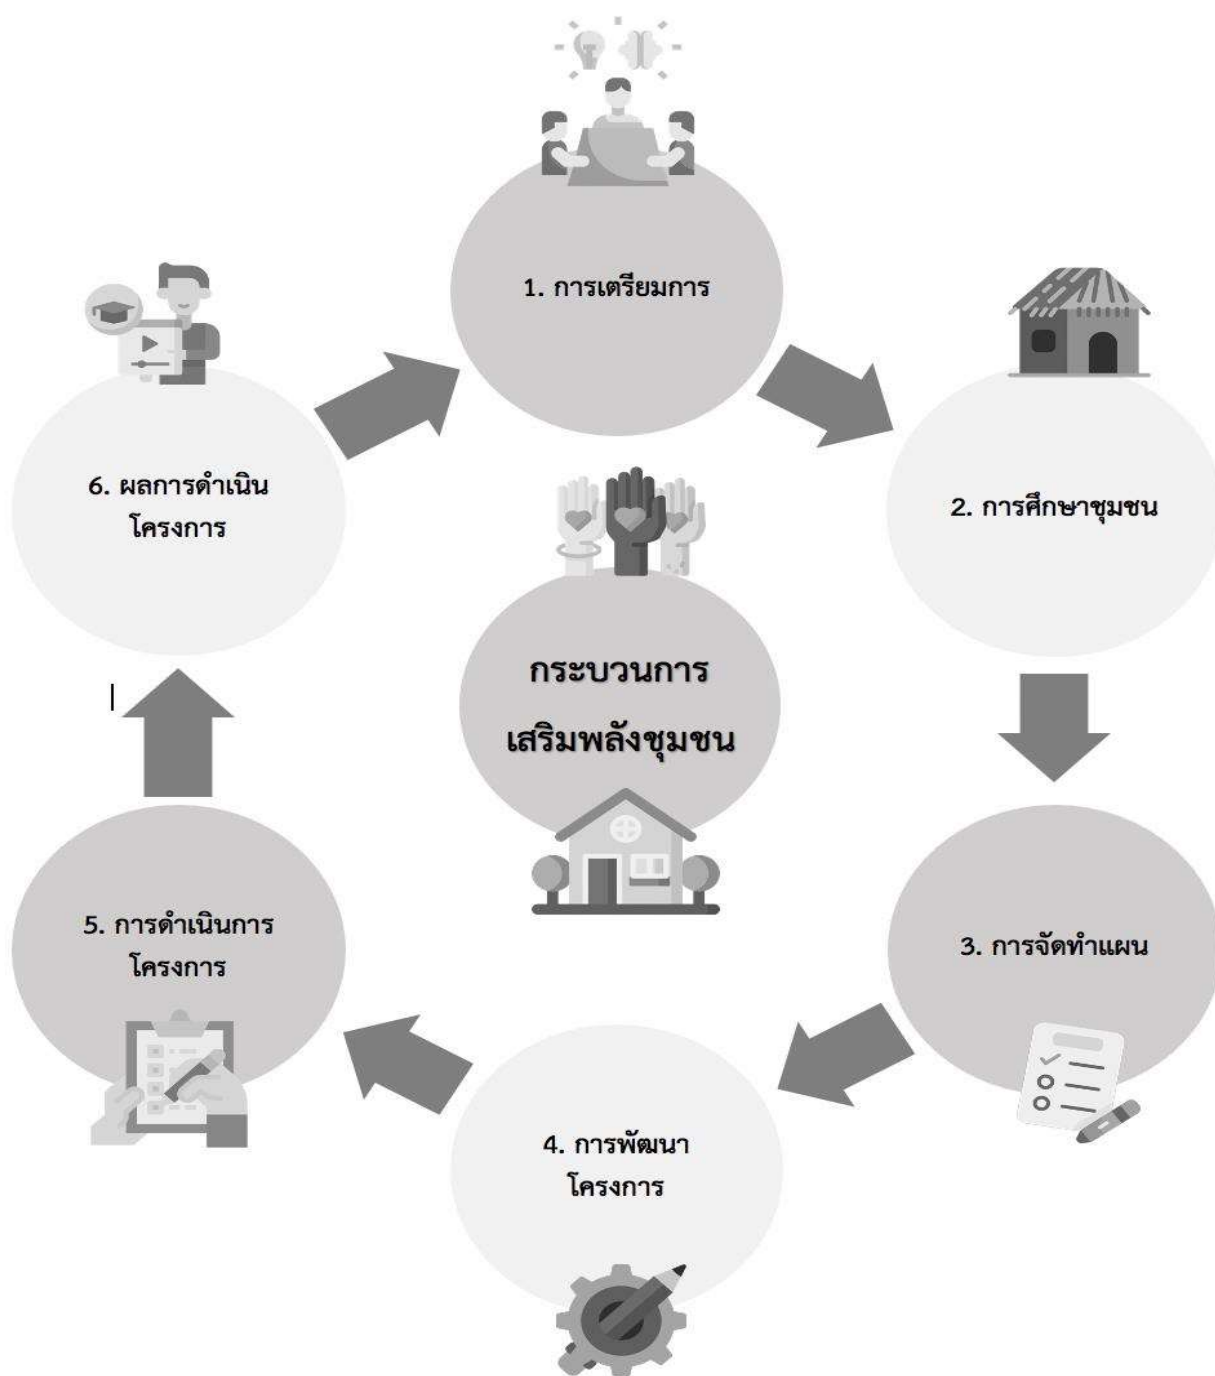 1. การเตรียมการ
2. การศึกษาชุมชน
3. การจัดทำแผน
4. การพัฒนา
โครงการ
5. การดำเนินการ
โครงการ
6. ผลการดำเนิน
โครงการ
กระบวนการ
เสริมพลังชุมชน